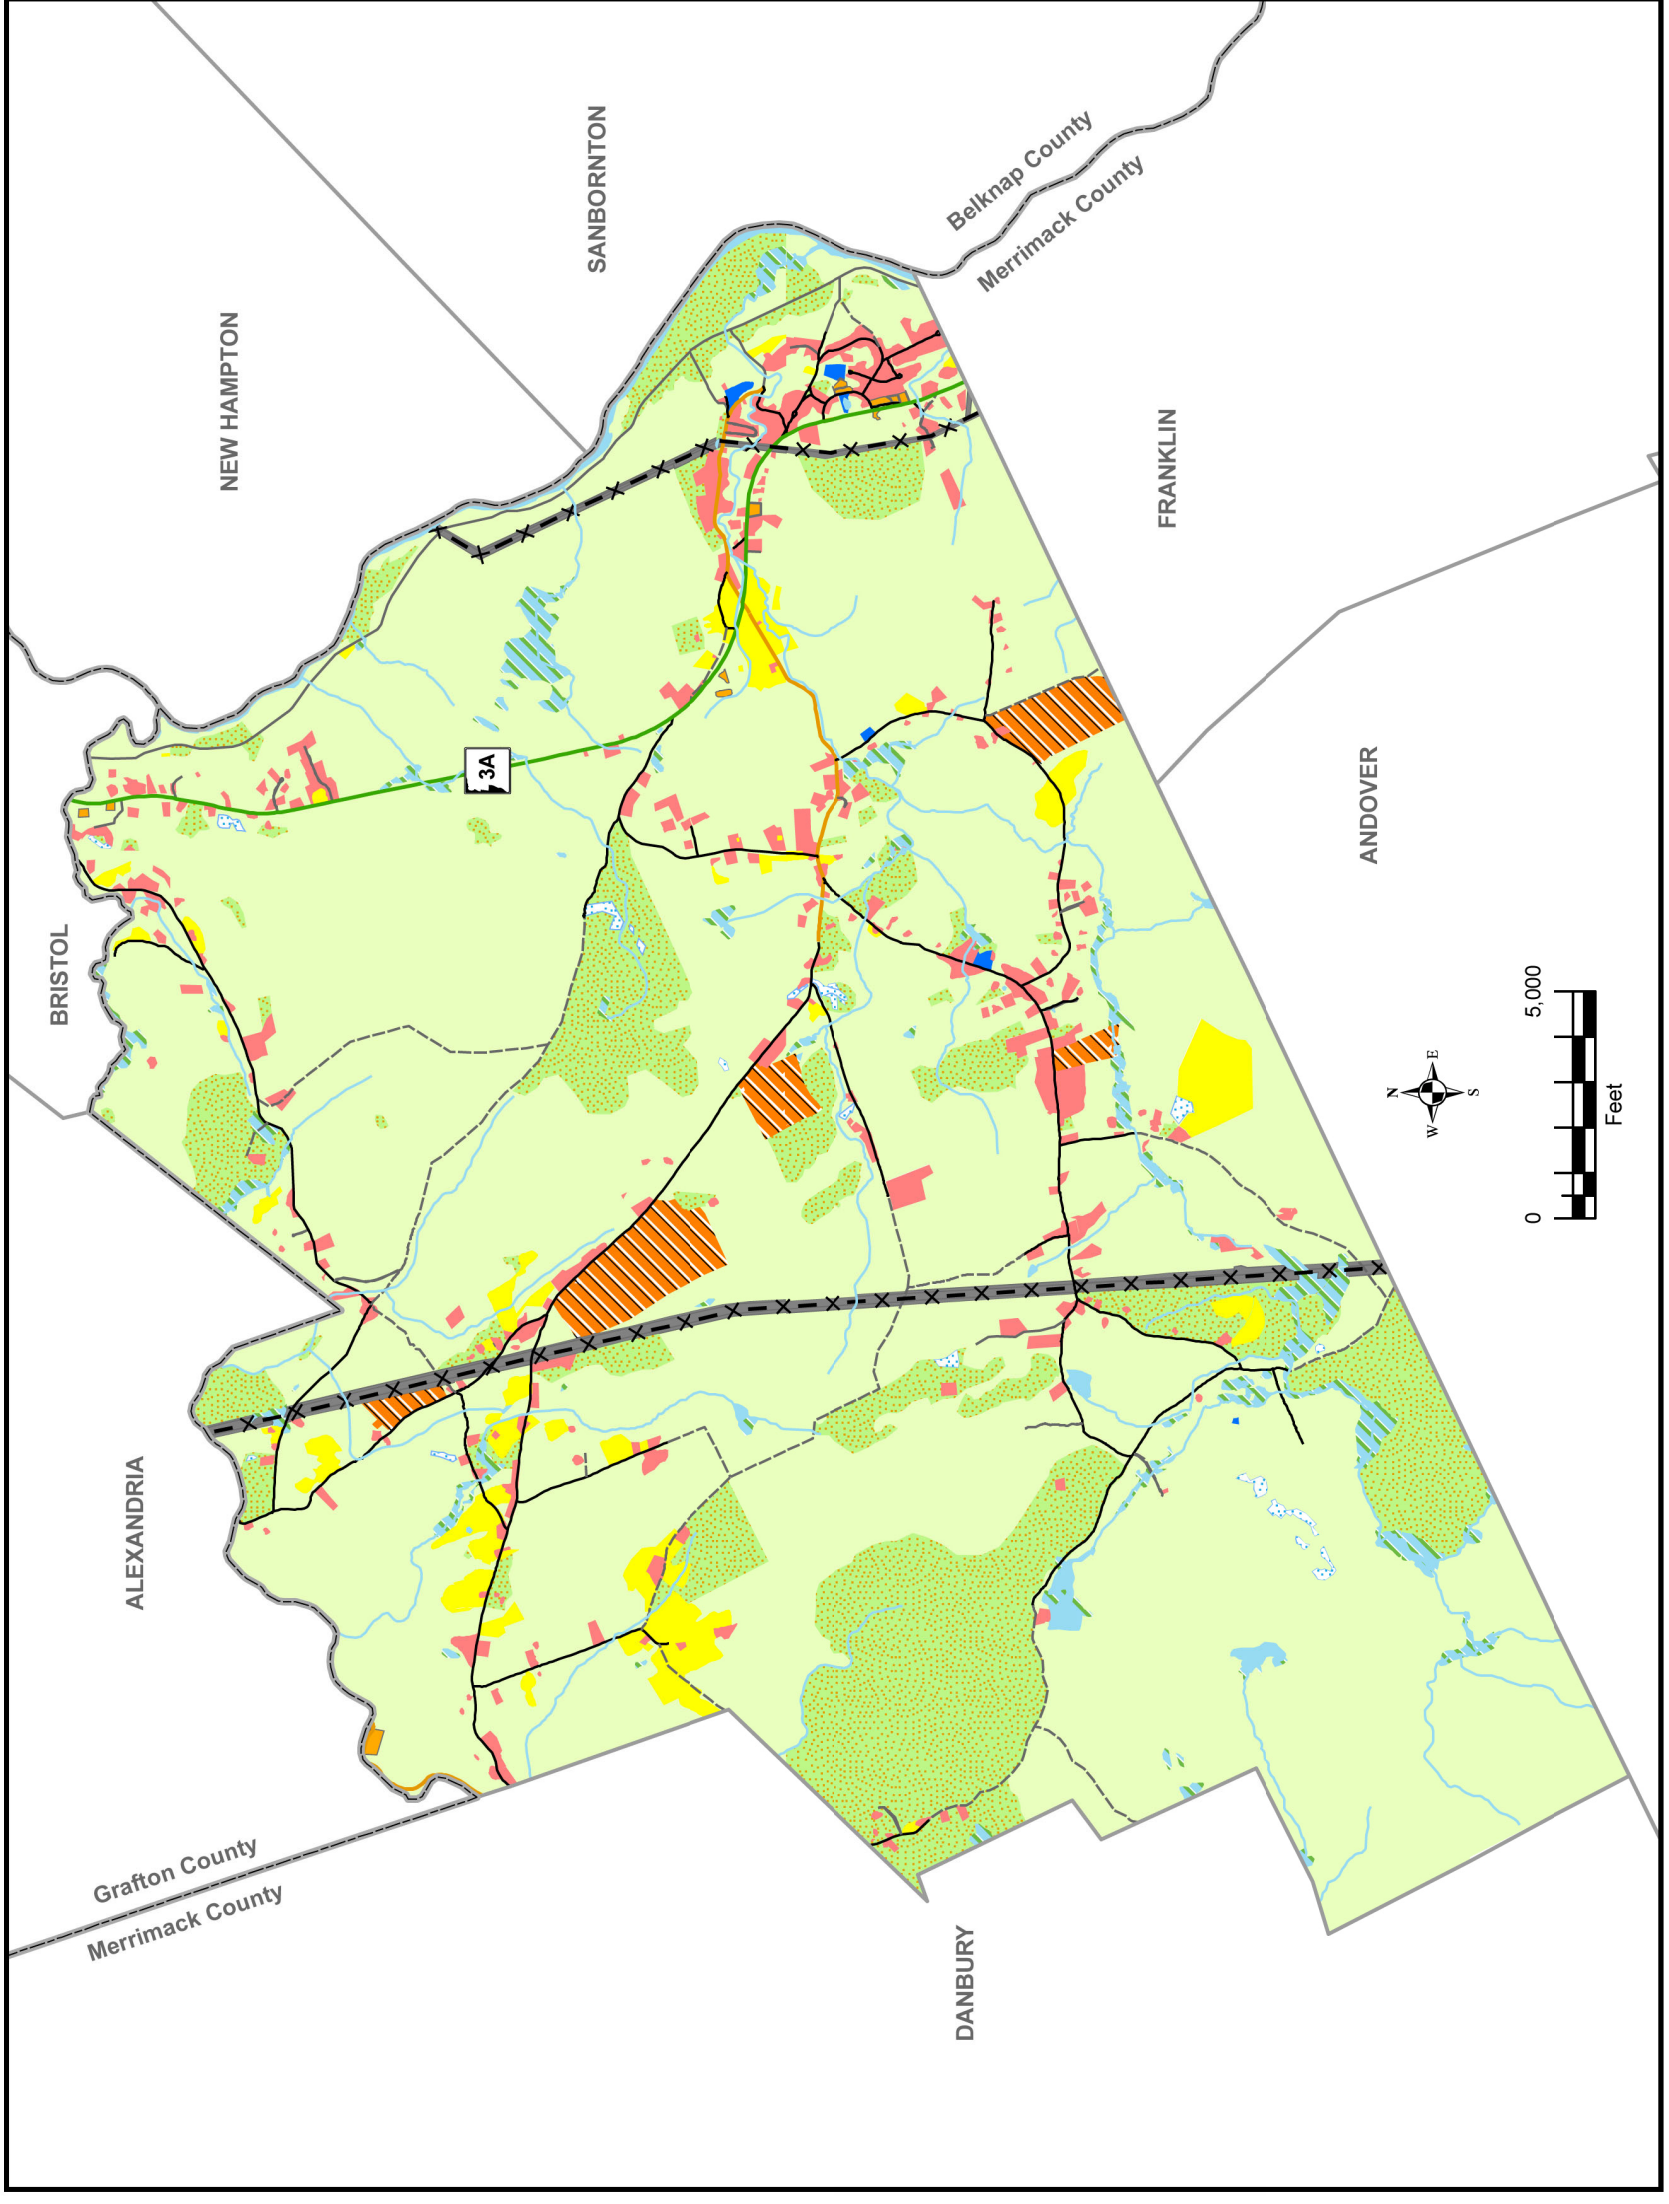 BRISTOL
NEW HAMPTON
ALEXANDRIA
SANBORNTON
3A
Grafton County
Merrimack County
Belknap County
Merrimack County
DANBURY
FRANKLIN
ANDOVER
N
W
E
S
0
5,000
Feet